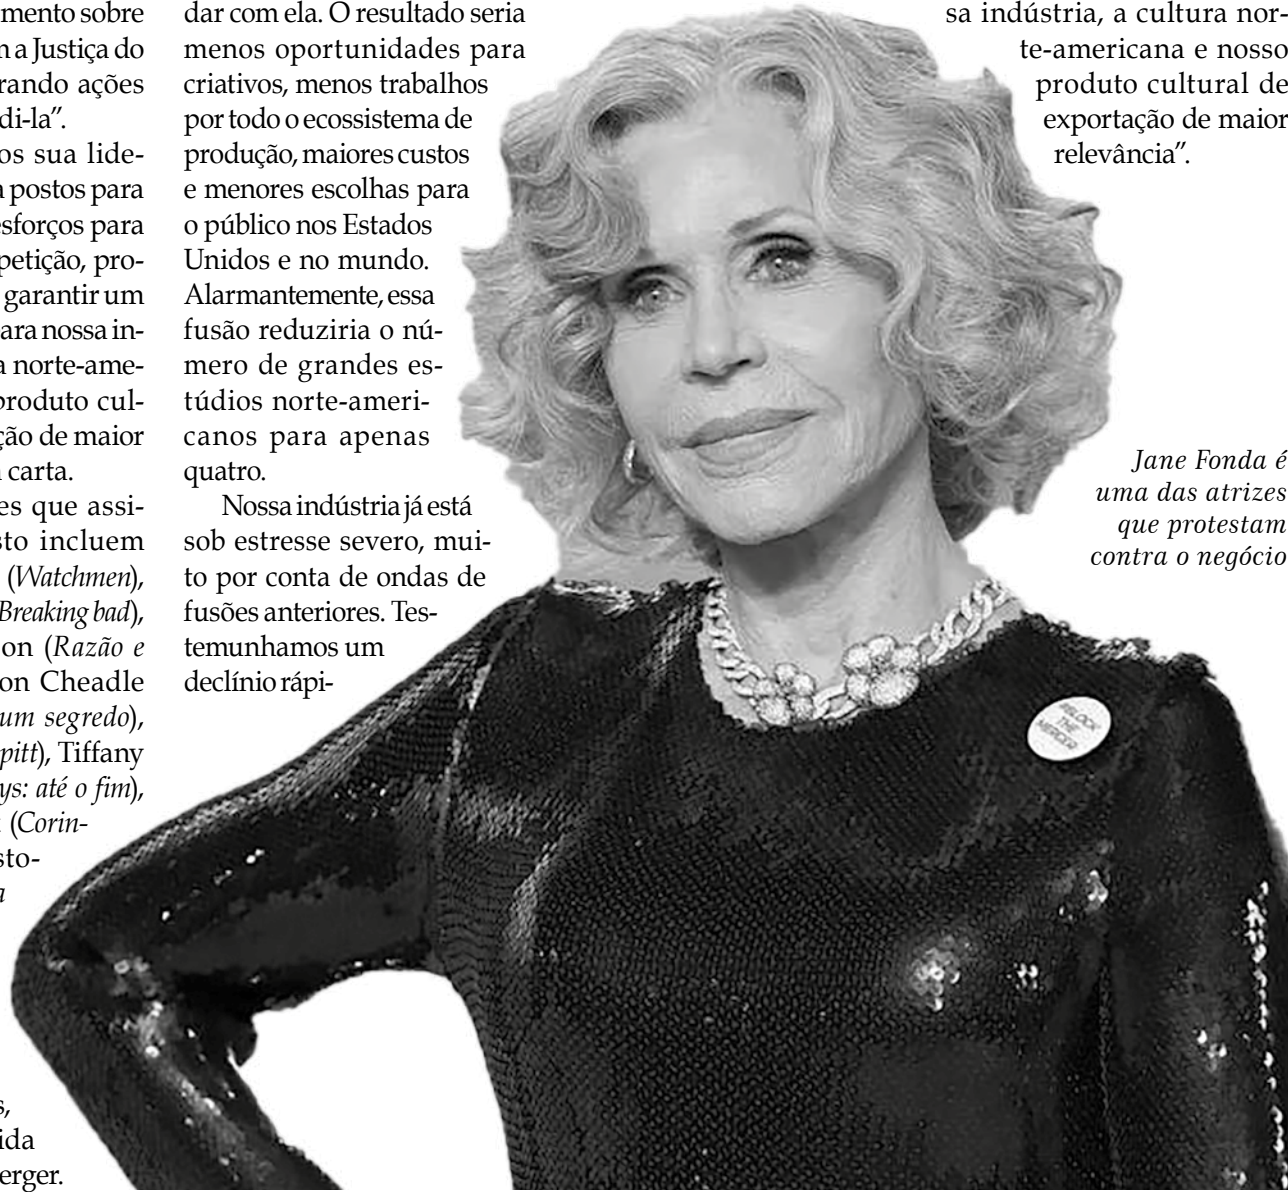 mento sobre
m a Justiça do
rando ações
di-la”.
os sua lide-
a postos para
esforços para
petição, pro-
garantir um
para nossa in-
a norte-ame-
produto cul-
ção de maior
carta.
es que assi-
sto incluem
(Watchmen),
Breaking bad),
on (Razão e
on Cheadle
um segredo),
pitt), Tiffany
ys: até o fim),
(Corin-
sto-
a
s,
ida
erger.
dar com ela. O resultado seria
menos oportunidades para
criativos, menos trabalhos
por todo o ecossistema de
produção, maiores custos
e menores escolhas para
o público nos Estados
Unidos e no mundo.
Alarmantemente, essa
fusão reduziria o nú-
mero de grandes es-
túdios norte-ameri-
canos para apenas
quatro.
Nossa indústria já está
sob estresse severo, mui-
to por conta de ondas de
fusões anteriores. Tes-
temunhamos um
declínio rápi-
sa indústria, a cultura nor-
te-americana e nosso
produto cultural de
exportação de maior
relevância”.
Jane Fonda é
uma das atrizes
que protestam
contra o negócio
#BLOCK
THE
MERGER